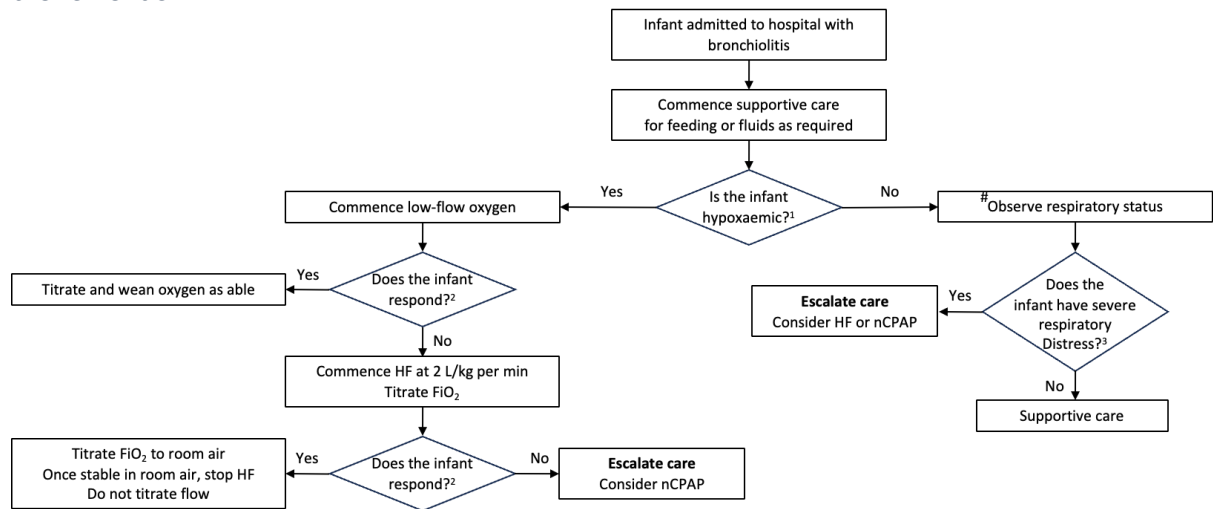 Infant admitted to hospital with
bronchiolitis
Commence supportive care
for feeding or fluids as required
Is the infant
hypoxaemic?¹
Yes
No
Commence low-flow oxygen
#Observe respiratory status
Does the infant
respond?²
Yes
Titrate and wean oxygen as able
No
Does the
infant have severe
respiratory
Distress?³
Yes
Escalate care
Consider HF or nCPAP
No
Supportive care
Commence HF at 2 L/kg per min
Titrate FiO₂
Does the infant
respond?²
Yes
Titrate FiO₂ to room air
Once stable in room air, stop HF
Do not titrate flow
No
Escalate care
Consider nCPAP